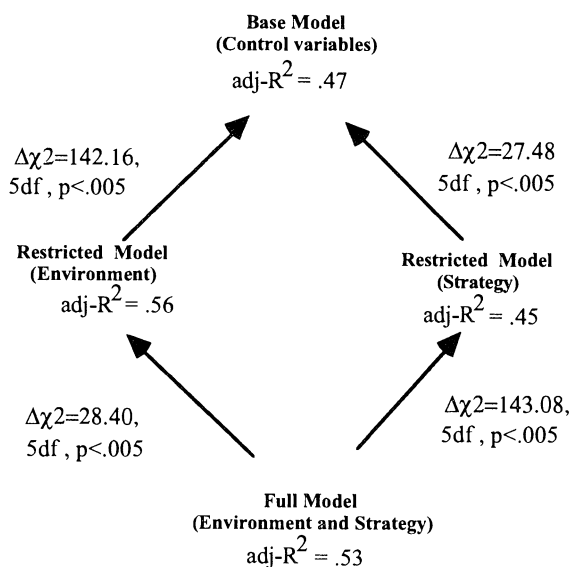 Base Model
(Control variables)
adj-R² = .47
Δχ2=142.16,
5df , p<.005
Δχ2=27.48
5df , p<.005
Restricted Model
(Environment)
adj-R² = .56
Restricted Model
(Strategy)
adj-R² = .45
Δχ2=28.40,
5df , p<.005
Δχ2=143.08,
5df , p<.005
Full Model
(Environment and Strategy)
adj-R² = .53